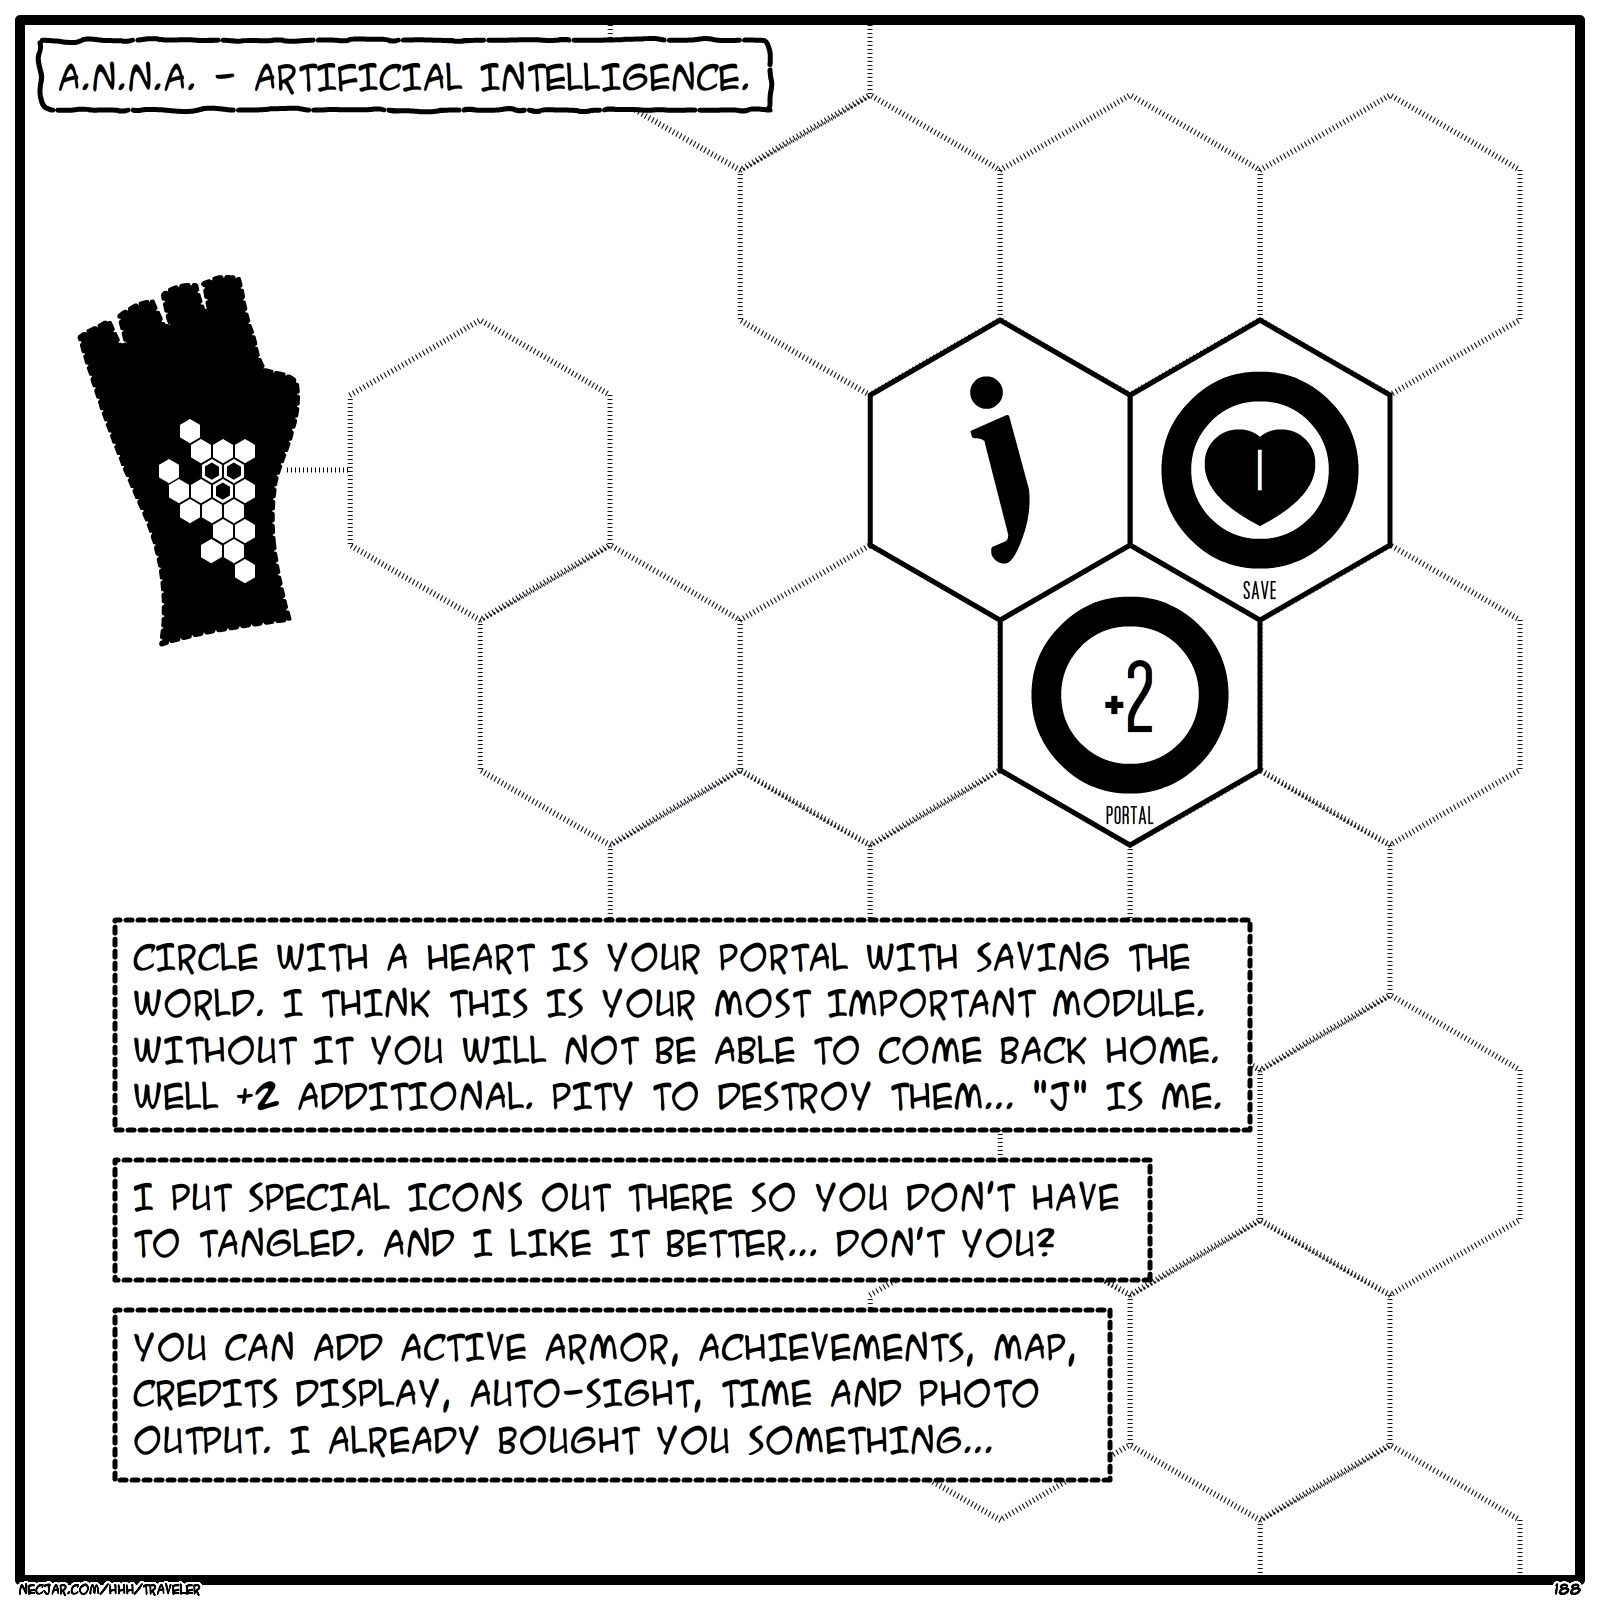 A.N.N.A. - ARTIFICIAL INTELLIGENCE.
j
I
SAVE
+2
PORTAL
CIRCLE WITH A HEART IS YOUR PORTAL WITH SAVING THE
WORLD. I THINK THIS IS YOUR MOST IMPORTANT MODULE.
WITHOUT IT YOU WILL NOT BE ABLE TO COME BACK HOME.
WELL +2 ADDITIONAL. PITY TO DESTROY THEM... "J" IS ME.
I PUT SPECIAL ICONS OUT THERE SO YOU DON'T HAVE
TO TANGLED. AND I LIKE IT BETTER... DON'T YOU?
YOU CAN ADD ACTIVE ARMOR, ACHIEVEMENTS, MAP,
CREDITS DISPLAY, AUTO-SIGHT, TIME AND PHOTO
OUTPUT. I ALREADY BOUGHT YOU SOMETHING...
NECJAR.COM/HHH/TRAVELER
188